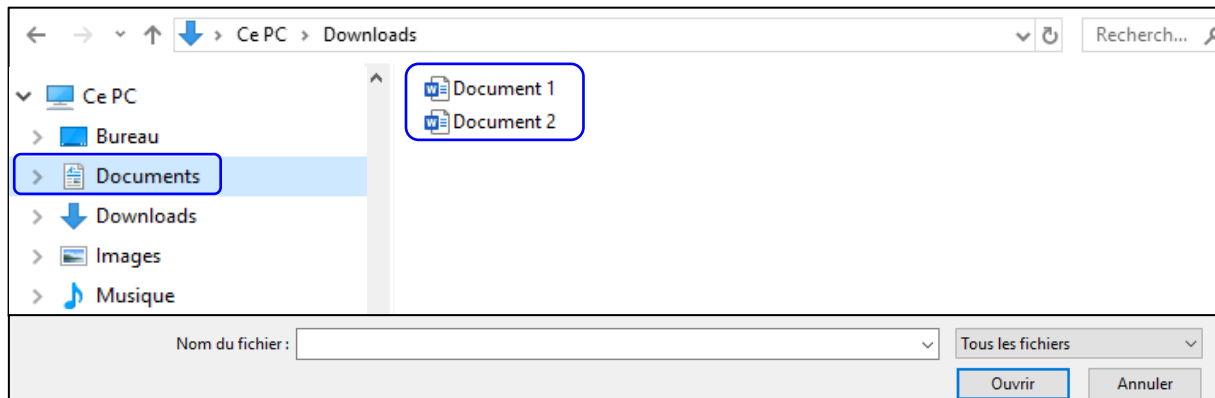 Ce PC > Downloads
Recherch...
Ce PC
Bureau
Documents
Downloads
Images
Musique
Document 1
Document 2
Nom du fichier :
Tous les fichiers
Ouvrir
Annuler